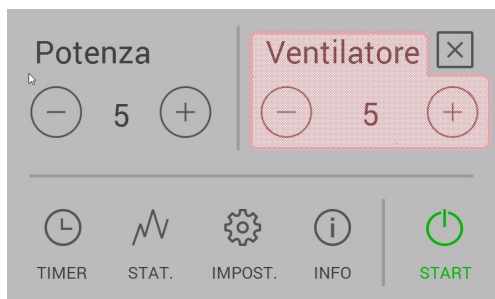 Potenza
Ventilatore
5
5
TIMER
STAT.
IMPOST.
INFO
START